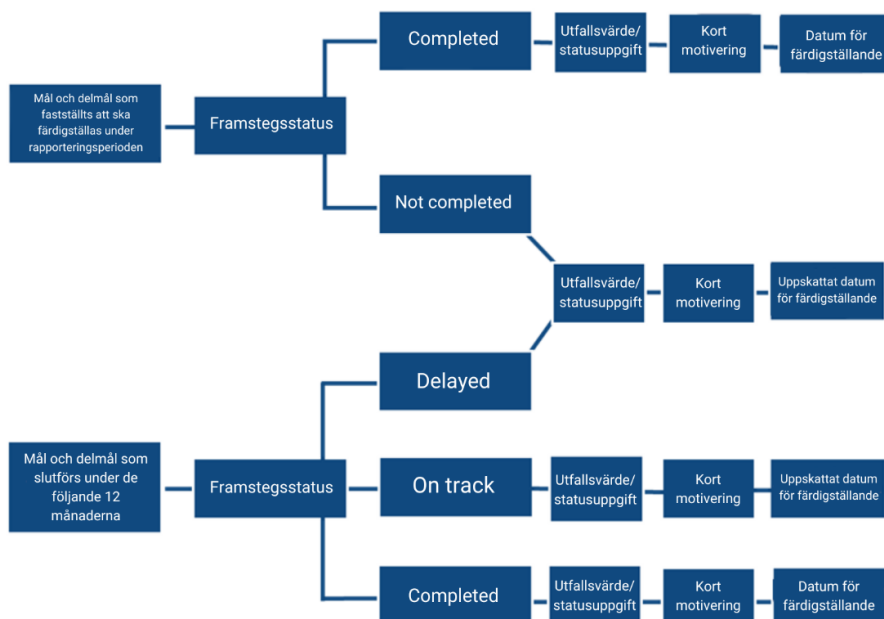 Completed
Utfallsvärde/
statusuppgift
Kort
motivering
Datum för
färdigställande
Mål och delmål som
fastställts att ska
färdigställas under
rapporteringsperioden
Framstegsstatus
Not completed
Utfallsvärde/
statusuppgift
Kort
motivering
Uppskattat datum
för färdigställande
Delayed
Mål och delmål som
slutförs under de
följande 12
månaderna
Framstegsstatus
On track
Utfallsvärde/
statusuppgift
Kort
motivering
Uppskattat datum
för färdigställande
Completed
Utfallsvärde/
statusuppgift
Kort
motivering
Datum för
färdigställande